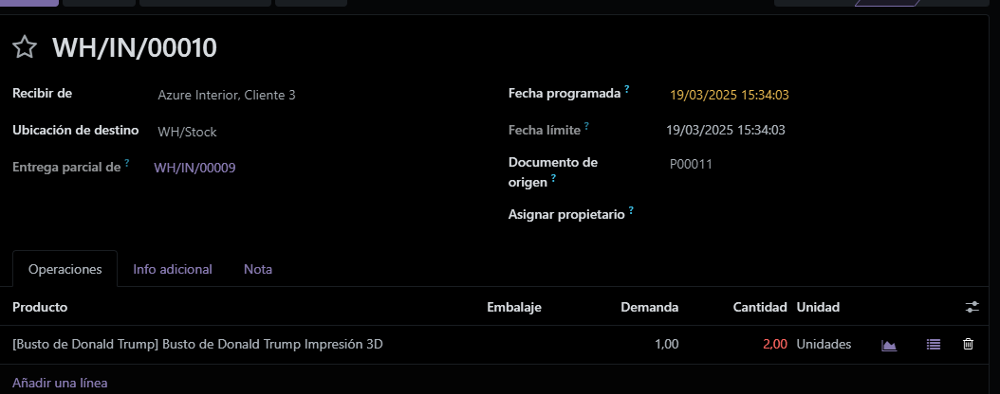 WH/IN/00010
Recibir de Azure Interior, Cliente 3
Fecha programada ? 19/03/2025 15:34:03
Ubicación de destino WH/Stock
Fecha límite ? 19/03/2025 15:34:03
Entrega parcial de ? WH/IN/00009
Documento de
origen ? P00011
Asignar propietario ?
Operaciones Info adicional Nota
Producto Embalaje Demanda Cantidad Unidad
[Busto de Donald Trump] Busto de Donald Trump Impresión 3D 1,00 2,00 Unidades
Añadir una línea